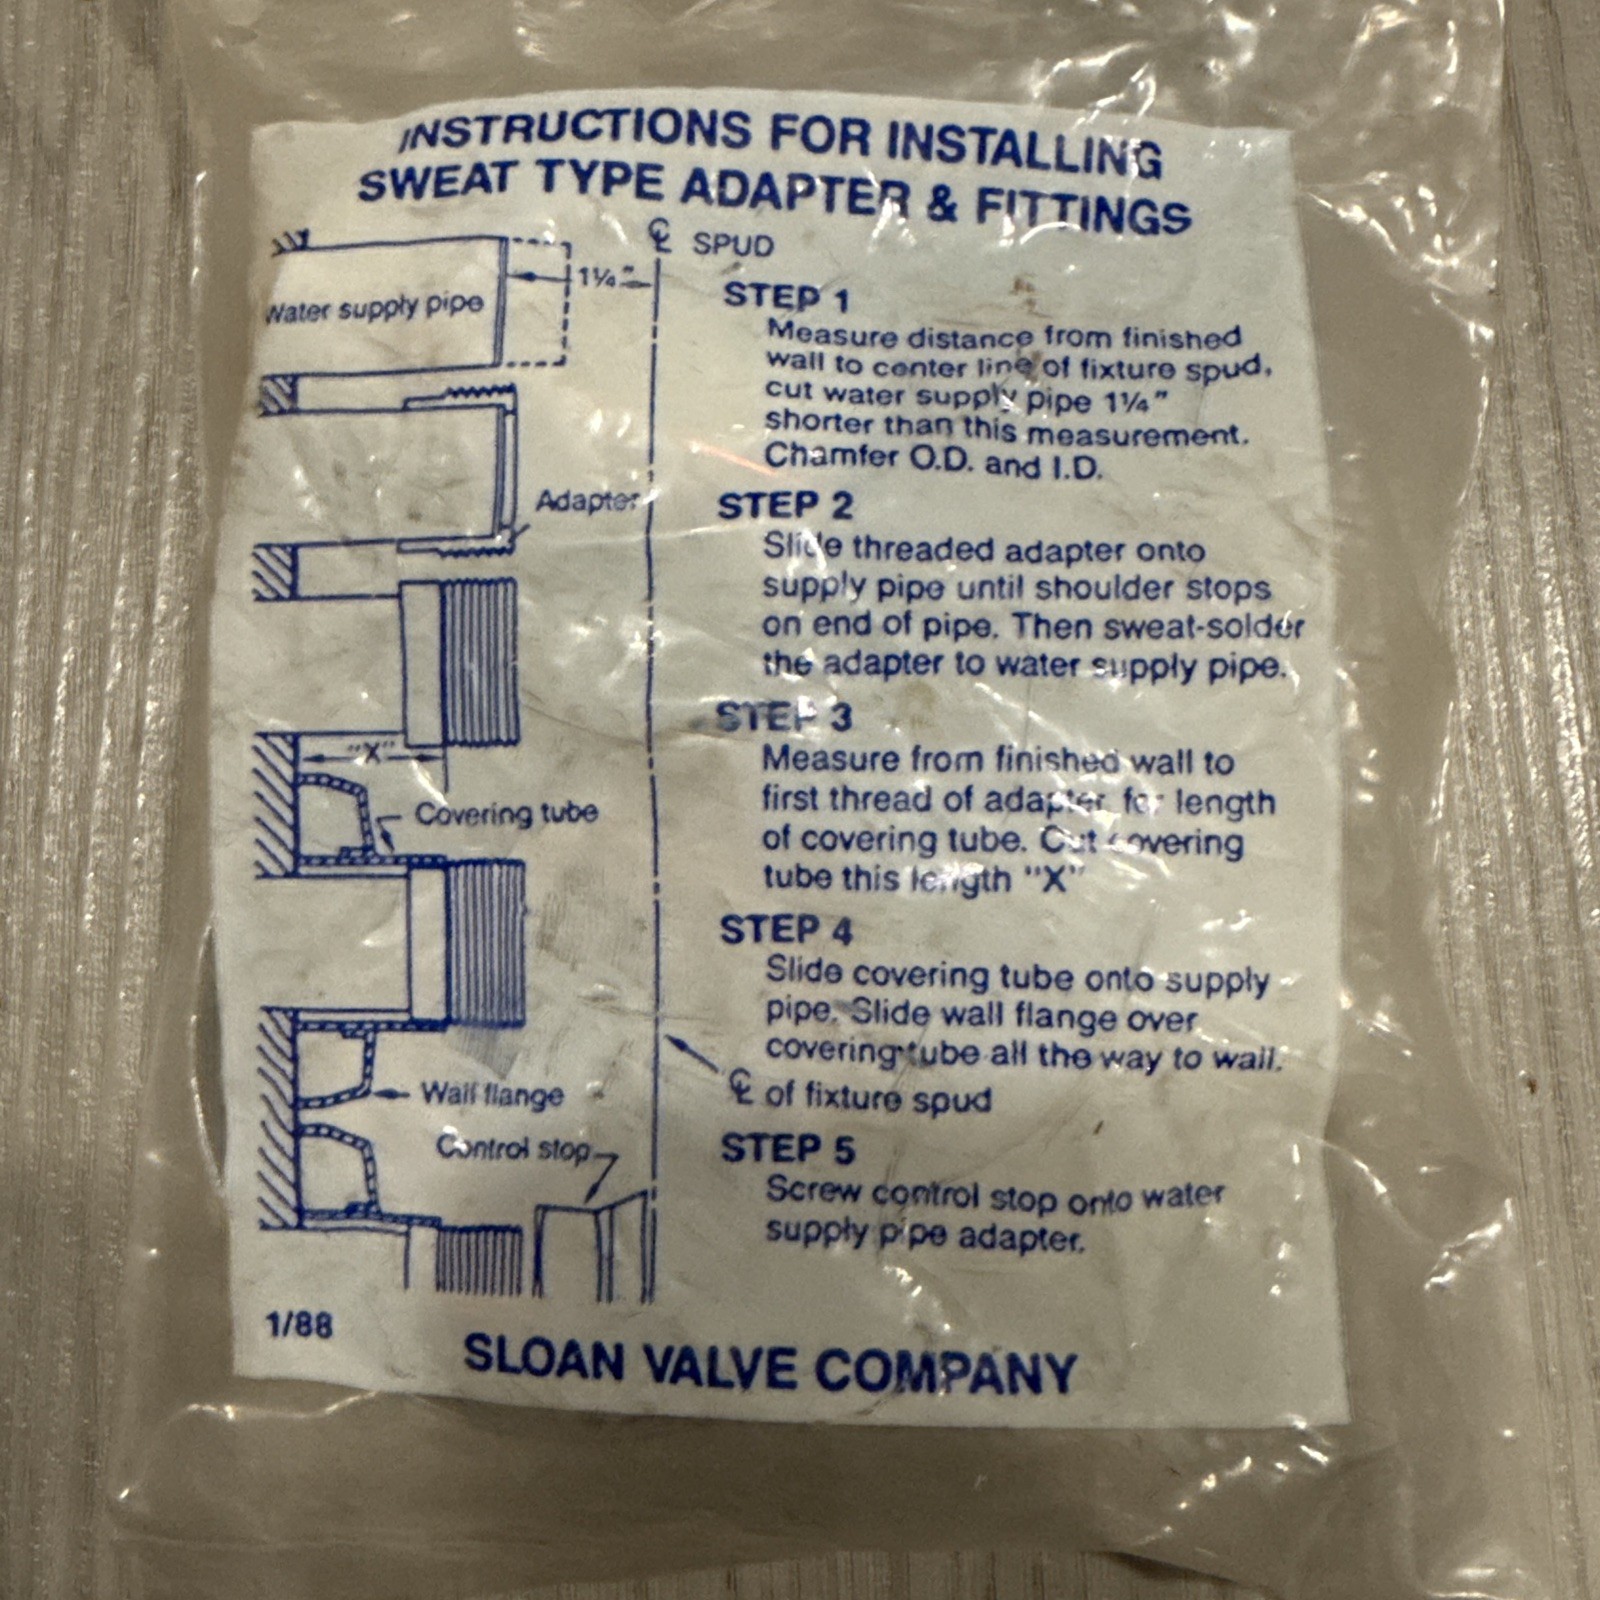 INSTRUCTIONS FOR INSTALLING
SWEAT TYPE ADAPTER & FITTINGS
℄ SPUD
1¼"
Water supply pipe
Adapter
"X"
Covering tube
Wall flange
Control stop
STEP 1
Measure distance from finished
wall to center line of fixture spud,
cut water supply pipe 1¼"
shorter than this measurement.
Chamfer O.D. and I.D.
STEP 2
Slide threaded adapter onto
supply pipe until shoulder stops
on end of pipe. Then sweat-solder
the adapter to water supply pipe.
STEP 3
Measure from finished wall to
first thread of adapter for length
of covering tube. Cut covering
tube this length "X"
STEP 4
Slide covering tube onto supply
pipe. Slide wall flange over
covering tube all the way to wall.
℄ of fixture spud
STEP 5
Screw control stop onto water
supply pipe adapter.
1/88
SLOAN VALVE COMPANY